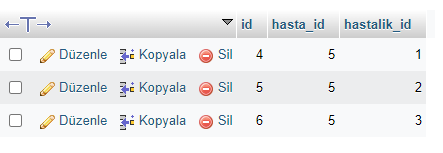 id hasta_id hastalik_id
Düzenle Kopyala Sil 4 5 1
Düzenle Kopyala Sil 5 5 2
Düzenle Kopyala Sil 6 5 3